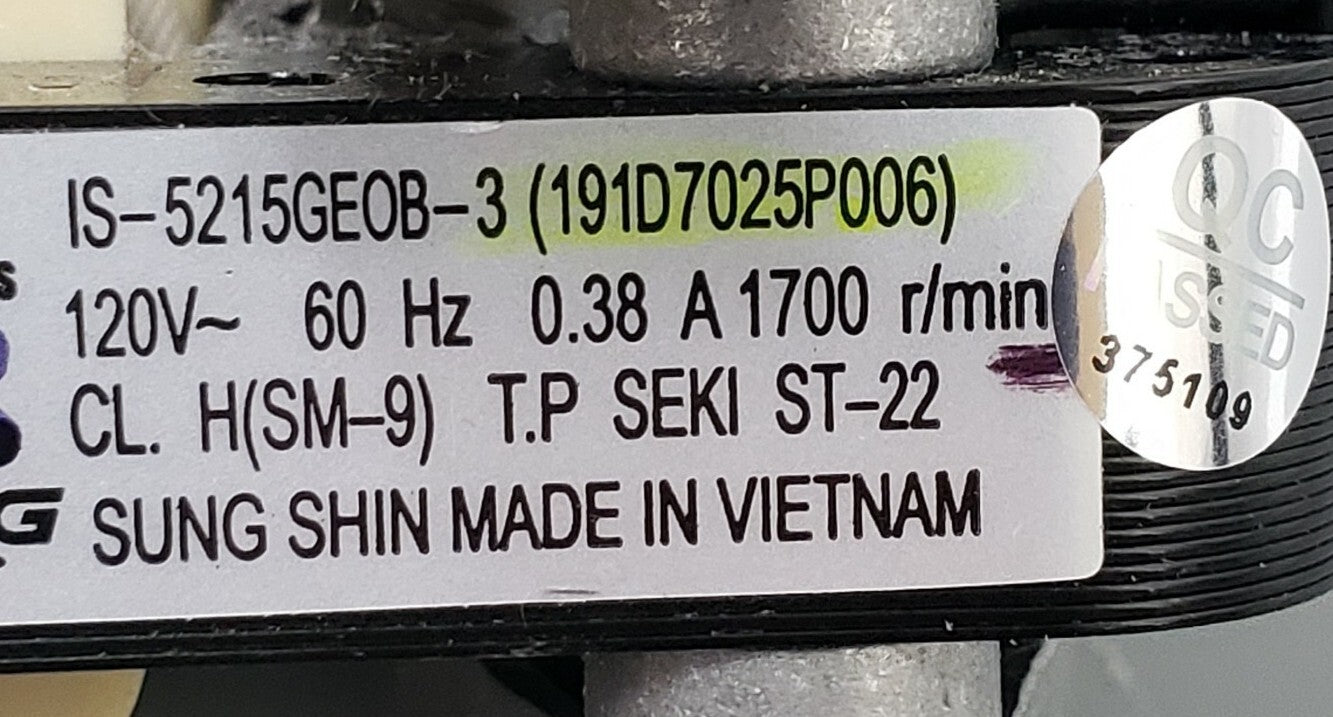 IS-5215GEOB-3 (191D7025P006)
120V~ 60 Hz 0.38 A 1700 r/min
CL. H(SM-9) T.P SEKI ST-22
G SUNG SHIN MADE IN VIETNAM
QC
ISSUED
375109